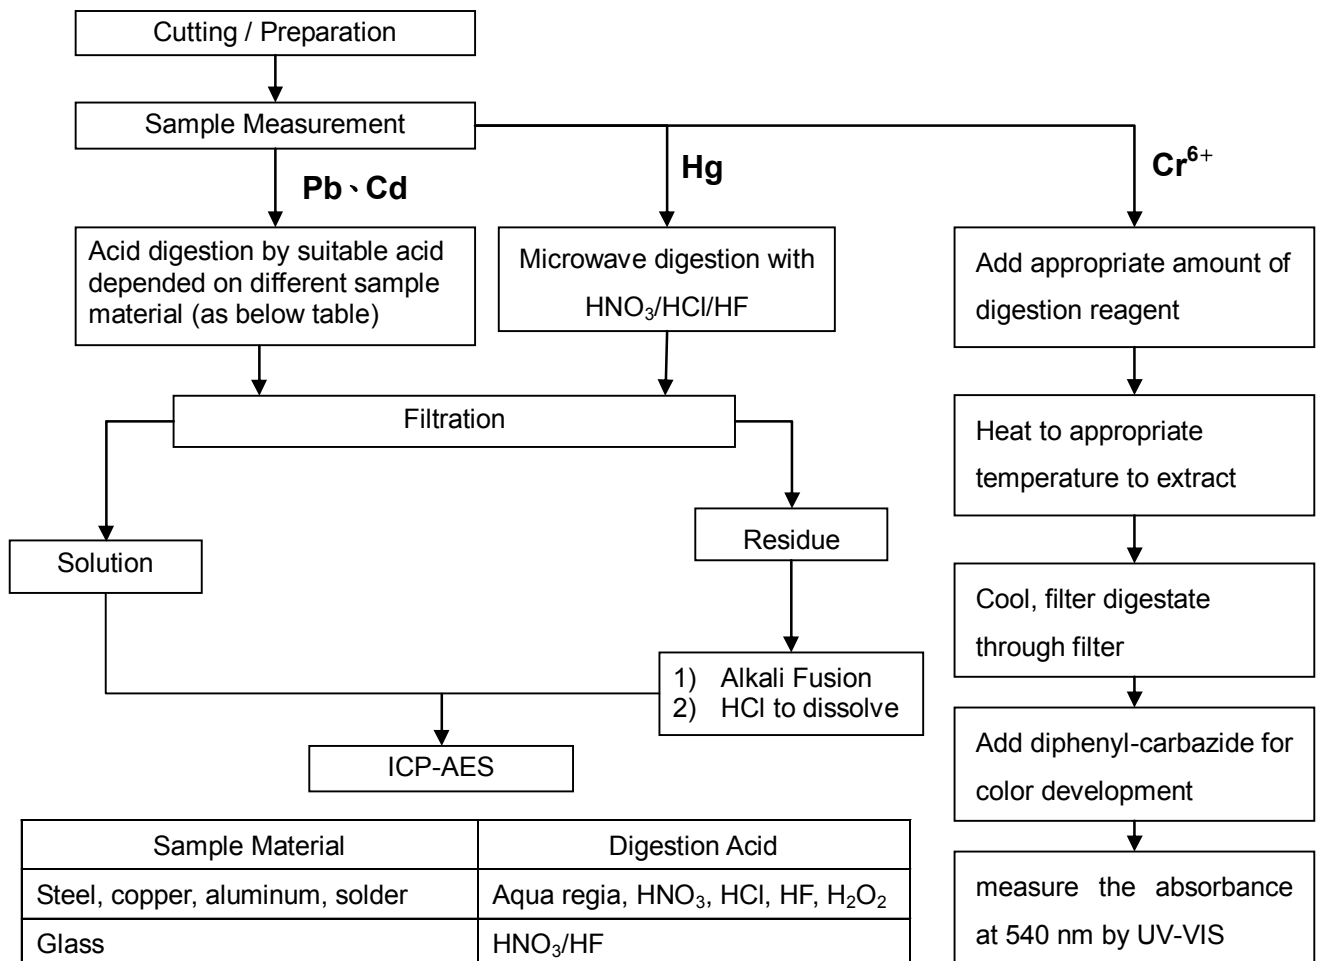 Cutting / Preparation
Sample Measurement
Pb、Cd
Hg
Cr⁶⁺
Acid digestion by suitable acid
depended on different sample
material (as below table)
Microwave digestion with
HNO₃/HCl/HF
Add appropriate amount of
digestion reagent
Filtration
Heat to appropriate
temperature to extract
Solution
Residue
Cool, filter digestate
through filter
1) Alkali Fusion
2) HCl to dissolve
ICP-AES
Add diphenyl-carbazide for
color development
measure the absorbance
at 540 nm by UV-VIS
Sample Material Digestion Acid
Steel, copper, aluminum, solder Aqua regia, HNO₃, HCl, HF, H₂O₂
Glass HNO₃/HF